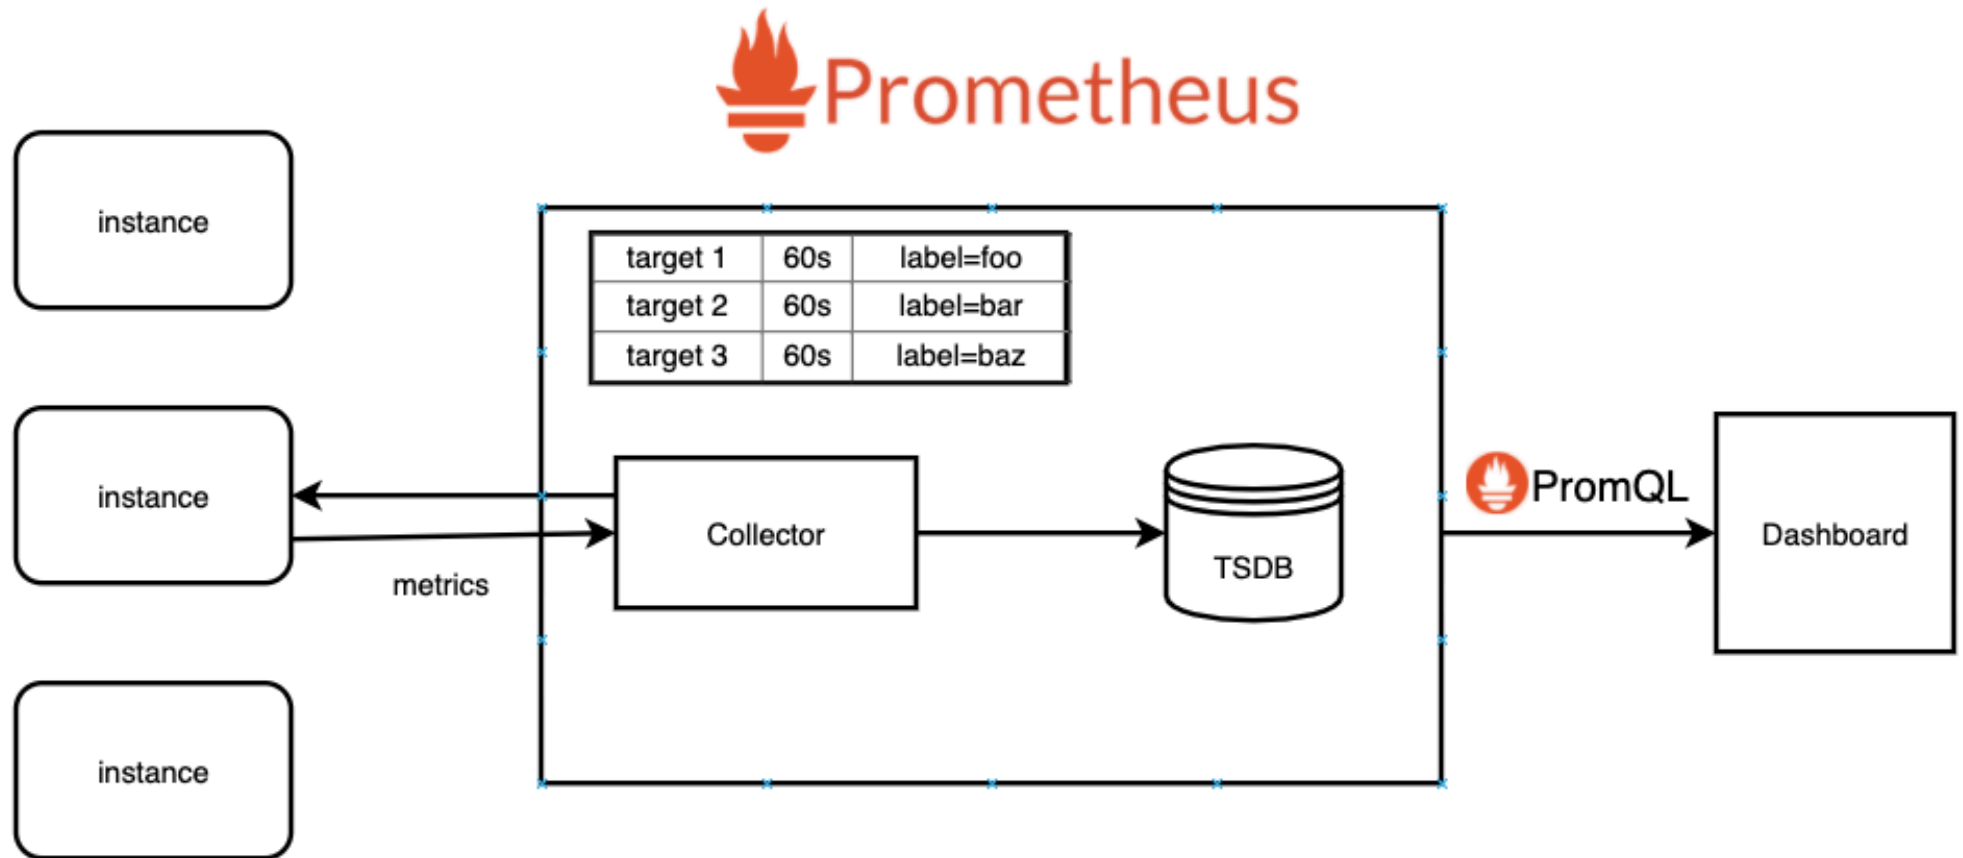 Prometheus
instance
target 1 60s label=foo
target 2 60s label=bar
target 3 60s label=baz
instance
metrics
Collector
TSDB
PromQL
Dashboard
instance